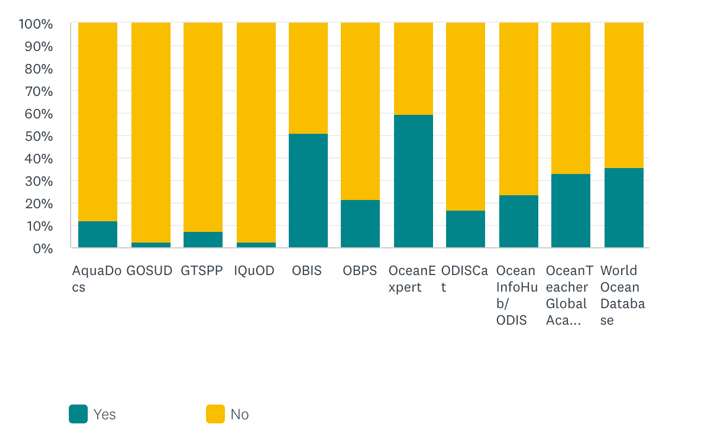 100%
90%
80%
70%
60%
50%
40%
30%
20%
10%
0%
AquaDo
cs
GOSUD
GTSPP
IQuOD
OBIS
OBPS
OceanE
xpert
ODISCa
t
Ocean
InfoHu
b/
ODIS
OceanT
eacher
Global
Aca...
World
Ocean
Databa
se
Yes
No